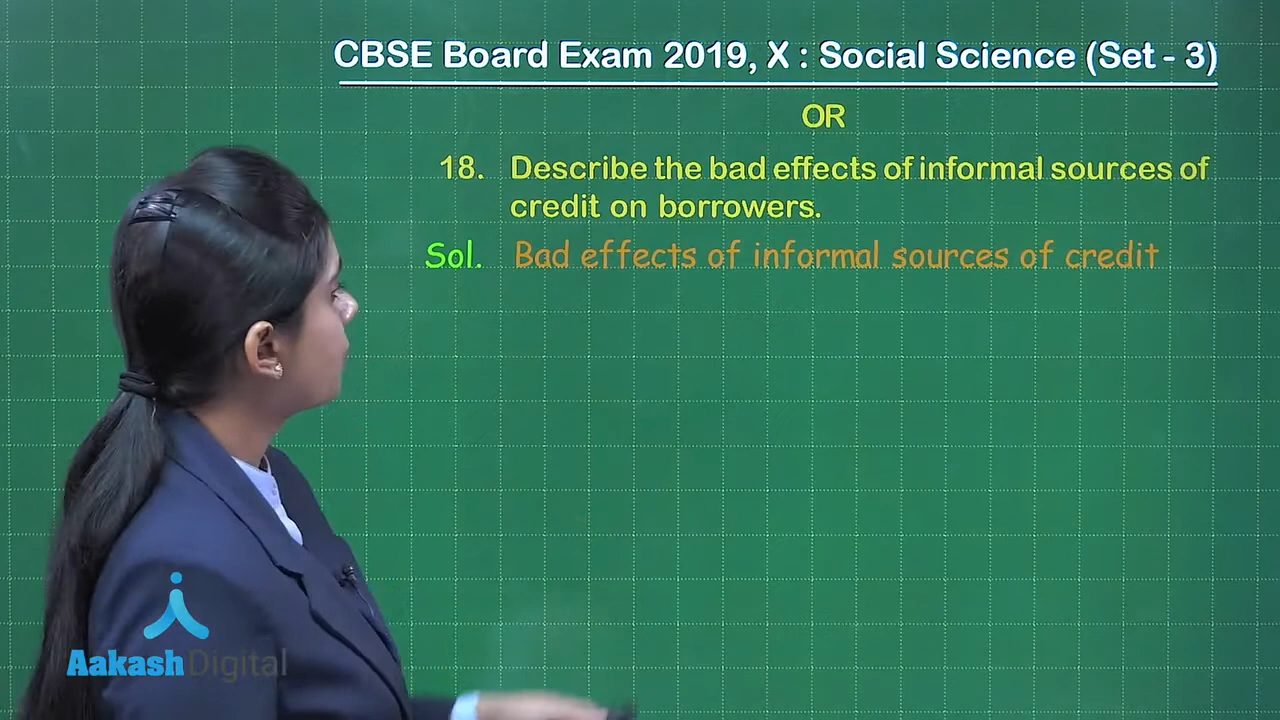 CBSE Board Exam 2019, X : Social Science (Set - 3)
OR
18. Describe the bad effects of informal sources of
credit on borrowers.
Sol. Bad effects of informal sources of credit
Aakash Digital